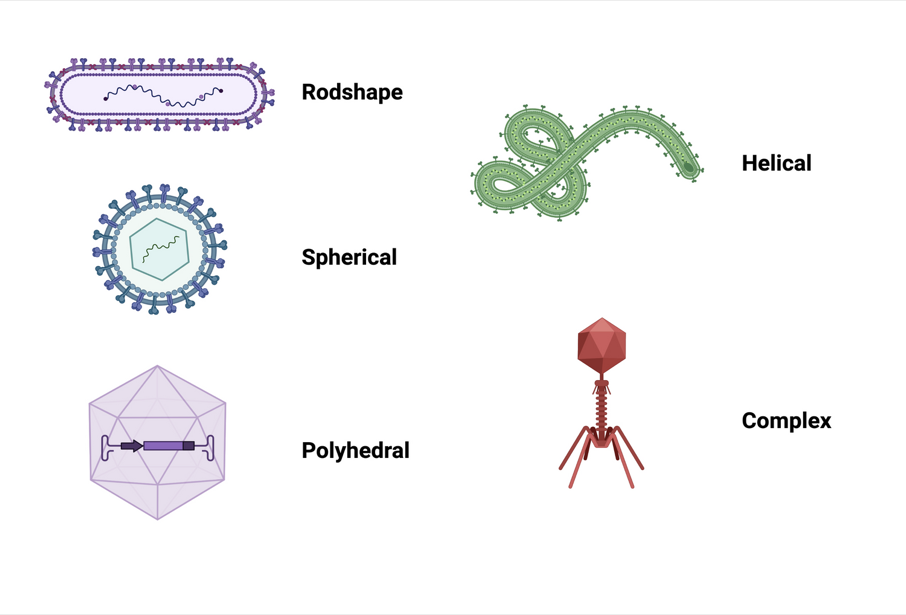 Rodshape
Spherical
Polyhedral
Helical
Complex